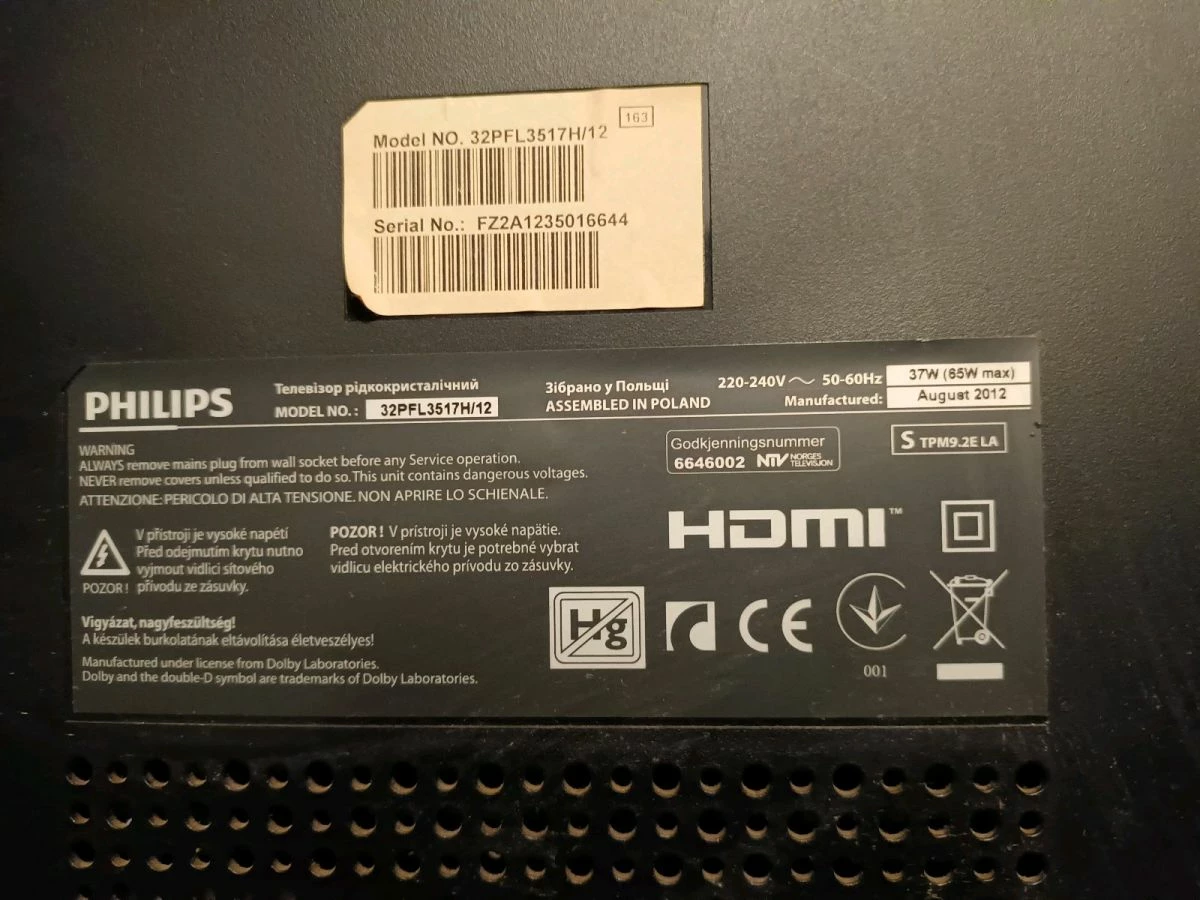 163
Model NO. 32PFL3517H/12
Serial No.: FZ2A1235016644
PHILIPS
Телевізор рідкокристалічний
MODEL NO.: 32PFL3517H/12
Зібрано у Польщі
ASSEMBLED IN POLAND
220-240V ~ 50-60Hz 37W (65W max)
Manufactured: August 2012
WARNING
ALWAYS remove mains plug from wall socket before any Service operation.
NEVER remove covers unless qualified to do so. This unit contains dangerous voltages.
ATTENZIONE: PERICOLO DI ALTA TENSIONE. NON APRIRE LO SCHIENALE.
Godkjenningsnummer
6646002 NTV NORGES
TELEVISJON
S TPM9.2E LA
V přístroji je vysoké napětí
Před odejmutím krytu nutno
vyjmout vidlici síťového
POZOR! přívodu ze zásuvky.
POZOR! V prístroji je vysoké napätie.
Pred otvorením krytu je potrebné vybrat
vidlicu elektrického prívodu zo zásuvky.
HDMI™
Vigyázat, nagyfeszültség!
A készülék burkolatának eltávolítása életveszélyes!
Manufactured under license from Dolby Laboratories.
Dolby and the double-D symbol are trademarks of Dolby Laboratories.
Hg
CE
001